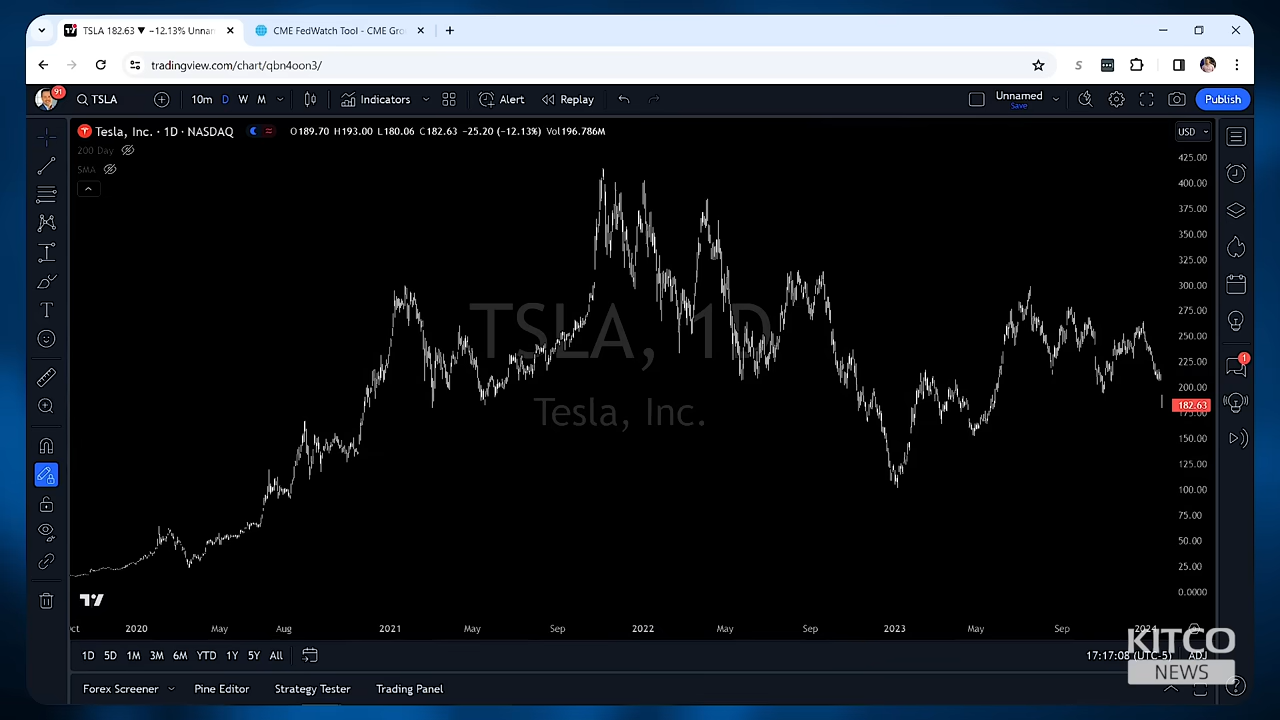 TSLA 182.63 ▼ −12.13% Unnar
CME FedWatch Tool - CME Gro
tradingview.com/chart/qbn4oon3/
91
TSLA
10m D W M
Indicators
Alert
Replay
Unnamed
Save
Publish
Tesla, Inc. · 1D · NASDAQ
O189.70 H193.00 L180.06 C182.63 −25.20 (−12.13%) Vol196.786M
USD
200 Day
SMA
425.00
400.00
375.00
350.00
325.00
300.00
275.00
250.00
225.00
200.00
182.63
175.00
150.00
125.00
100.00
75.00
50.00
25.00
0.0000
TSLA, 1D
Tesla, Inc.
1
2020 May Aug 2021 May Sep 2022 May Sep 2023 May Sep 2024
1D 5D 1M 3M 6M YTD 1Y 5Y All
17:17:08 (UTC-5)
ADJ
KITCO
NEWS
Forex Screener
Pine Editor
Strategy Tester
Trading Panel